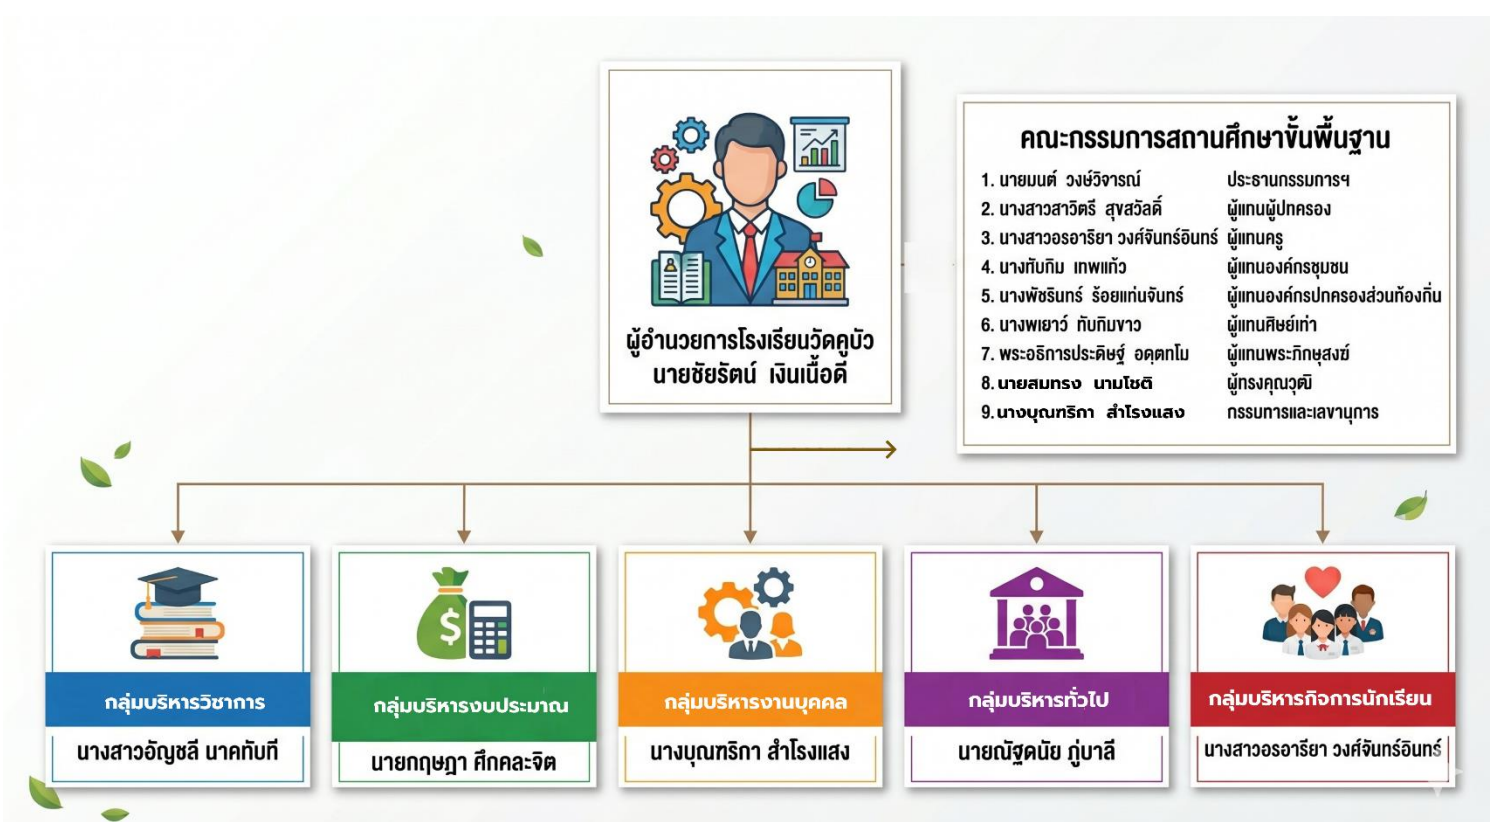 ผู้อำนวยการโรงเรียนวัดคูบัว
นายชัยรัตน์ เงินเนื้อดี
คณะกรรมการสถานศึกษาขั้นพื้นฐาน
1. นายมนต์ วงษ์วิจารณ์ ประธานกรรมการฯ
2. นางสาวสาวิตรี สุขสวัสดิ์ ผู้แทนผู้ปกครอง
3. นางสาวอรอารียา วงศ์จันทร์อินทร์ ผู้แทนครู
4. นางทับทิม เทพแก้ว ผู้แทนองค์กรชุมชน
5. นางพัชรินทร์ ร้อยแก่นจันทร์ ผู้แทนองค์กรปกครองส่วนท้องถิ่น
6. นางพเยาว์ ทับทิมขาว ผู้แทนศิษย์เก่า
7. พระอธิการประดิษฐ์ อดุตทโม ผู้แทนพระภิกษุสงฆ์
8. นายสมทรง นามโชติ ผู้ทรงคุณวุฒิ
9. นางบุณฑริกา สำโรงแสง กรรมการและเลขานุการ
กลุ่มบริหารวิชาการ
นางสาวอัญชลี นาคทับที
กลุ่มบริหารงบประมาณ
นายกฤษฎา ศึกคละจิต
กลุ่มบริหารงานบุคคล
นางบุณฑริกา สำโรงแสง
กลุ่มบริหารทั่วไป
นายณัฐดนัย ภู่บาลี
กลุ่มบริหารกิจการนักเรียน
นางสาวอรอารียา วงศ์จันทร์อินทร์